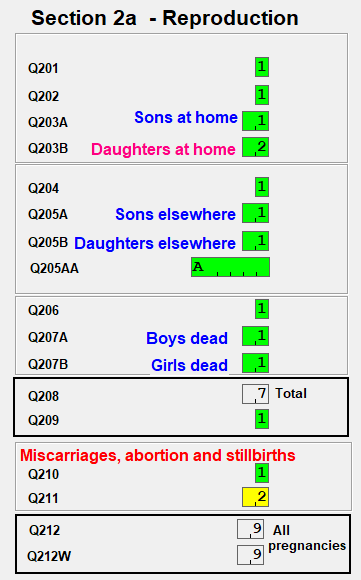 Section 2a - Reproduction
Q201 1
Q202 1
Q203A Sons at home 1
Q203B Daughters at home 2
Q204 1
Q205A Sons elsewhere 1
Q205B Daughters elsewhere 1
Q205AA A
Q206 1
Q207A Boys dead 1
Q207B Girls dead 1
Q208 7 Total
Q209 1
Miscarriages, abortion and stillbirths
Q210 1
Q211 2
Q212 9 All
pregnancies
Q212W 9